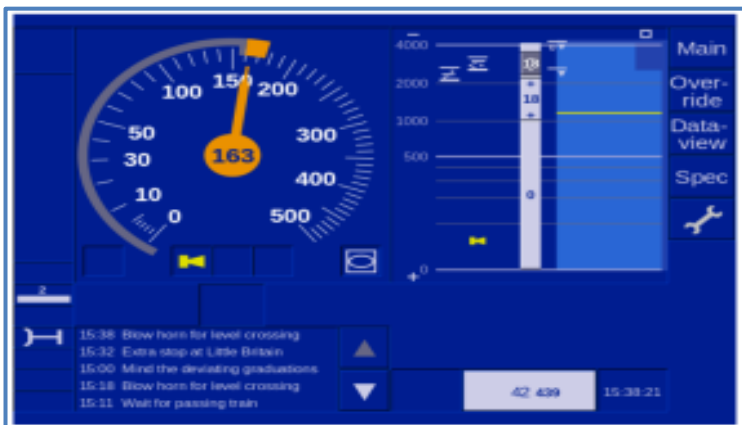 4000
2000
1000
500
0
100
150
200
50
300
30
163
400
10
0
500
18
0
Main
Over-
ride
Data-
view
Spec
2
15:38 Blow horn for level crossing
15:32 Extra stop at Little Britain
15:00 Mind the deviating graduations
15:18 Blow horn for level crossing
15:11 Wait for passing train
42 439
15:38:21